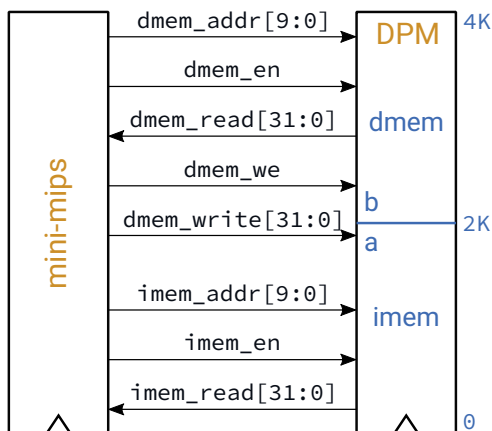 dmem_addr[9:0]
DPM
4K
dmem_en
dmem_read[31:0]
dmem
mini-mips
dmem_we
b
dmem_write[31:0]
2K
a
imem_addr[9:0]
imem
imem_en
imem_read[31:0]
0